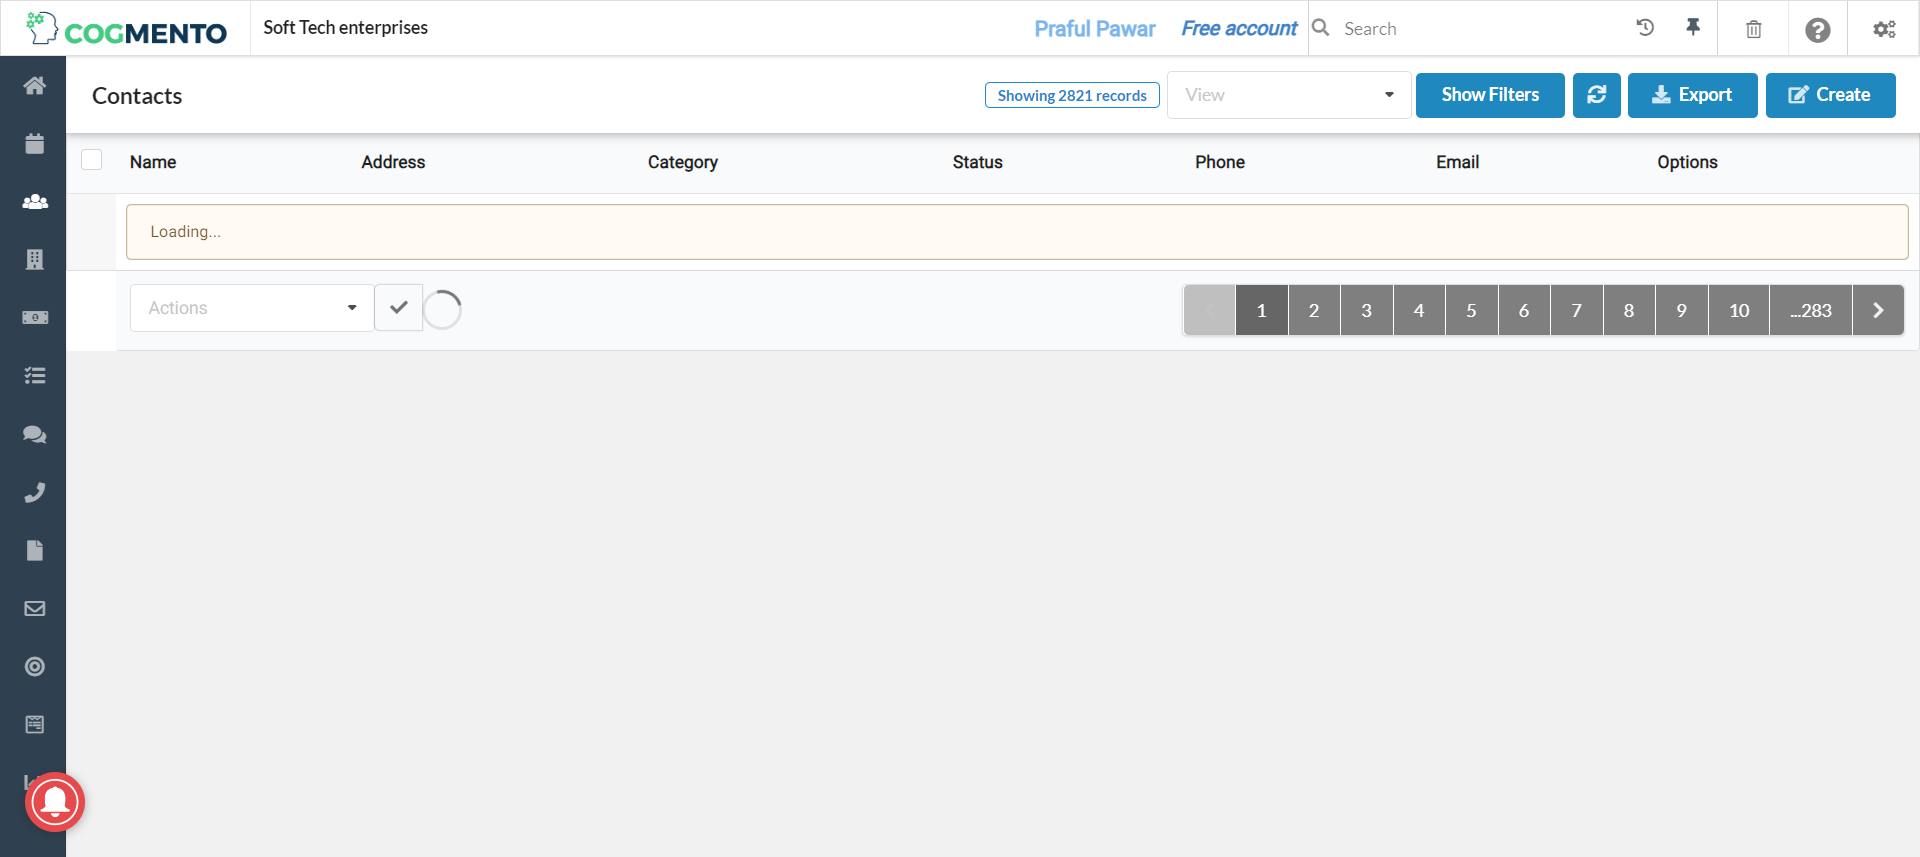 COGMENTO
Soft Tech enterprises
Praful Pawar
Free account
Search
Contacts
Showing 2821 records
View
Show Filters
Export
Create
Name Address Category Status Phone Email Options
Loading...
Actions
1 2 3 4 5 6 7 8 9 10 ...283